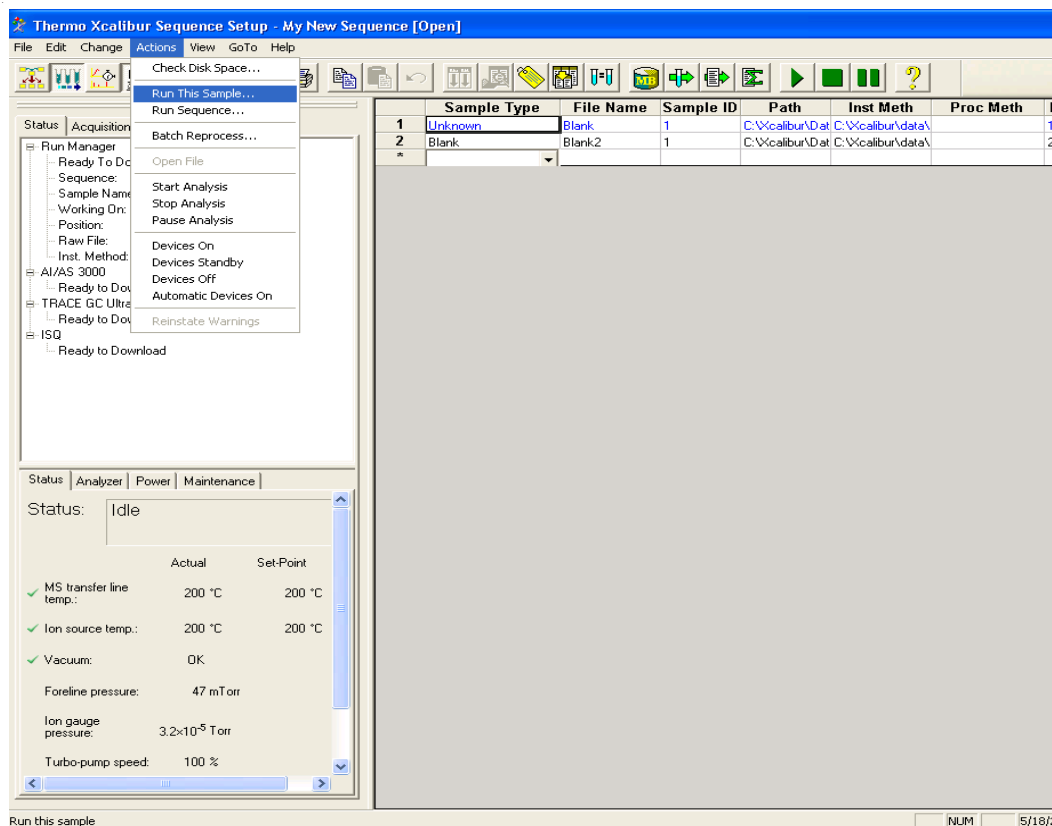 Thermo Xcalibur Sequence Setup - My New Sequence [Open]
File Edit Change Actions View GoTo Help
Check Disk Space...
Run This Sample...
Run Sequence...
Batch Reprocess...
Open File
Start Analysis
Stop Analysis
Pause Analysis
Devices On
Devices Standby
Devices Off
Automatic Devices On
Reinstate Warnings
MB
Status Acquisition
Run Manager
Ready To Do
Sequence:
Sample Name
Working On:
Position:
Raw File:
Inst. Method:
AI/AS 3000
Ready to Dow
TRACE GC Ultra
Ready to Dow
ISQ
Ready to Download
Sample Type File Name Sample ID Path Inst Meth Proc Meth
1 Unknown Blank 1 C:\Xcalibur\Dat C:\Xcalibur\data\ 1
2 Blank Blank2 1 C:\Xcalibur\Dat C:\Xcalibur\data\ 2
*
Status Analyzer Power Maintenance
Status: Idle
Actual Set-Point
MS transfer line temp.: 200 °C 200 °C
Ion source temp.: 200 °C 200 °C
Vacuum: OK
Foreline pressure: 47 mTorr
Ion gauge pressure: 3.2×10⁻⁵ Torr
Turbo-pump speed: 100 %
Run this sample NUM 5/18/